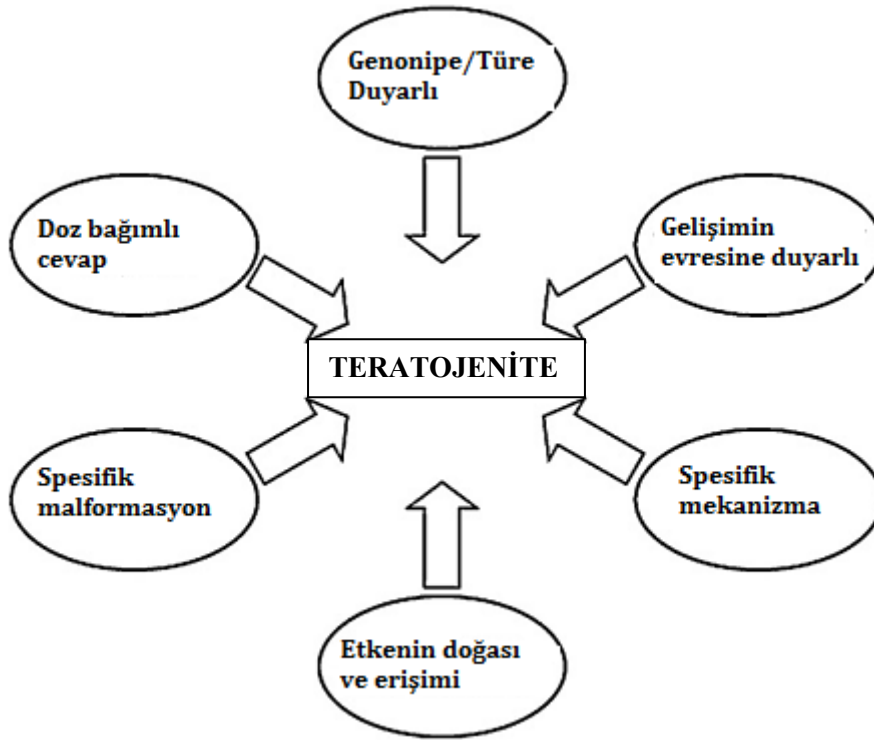 Genonipe/Türe
Duyarlı
Doz bağımlı
cevap
Gelişimin
evresine duyarlı
TERATOJENİTE
Spesifik
malformasyon
Spesifik
mekanizma
Etkenin doğası
ve erişimi